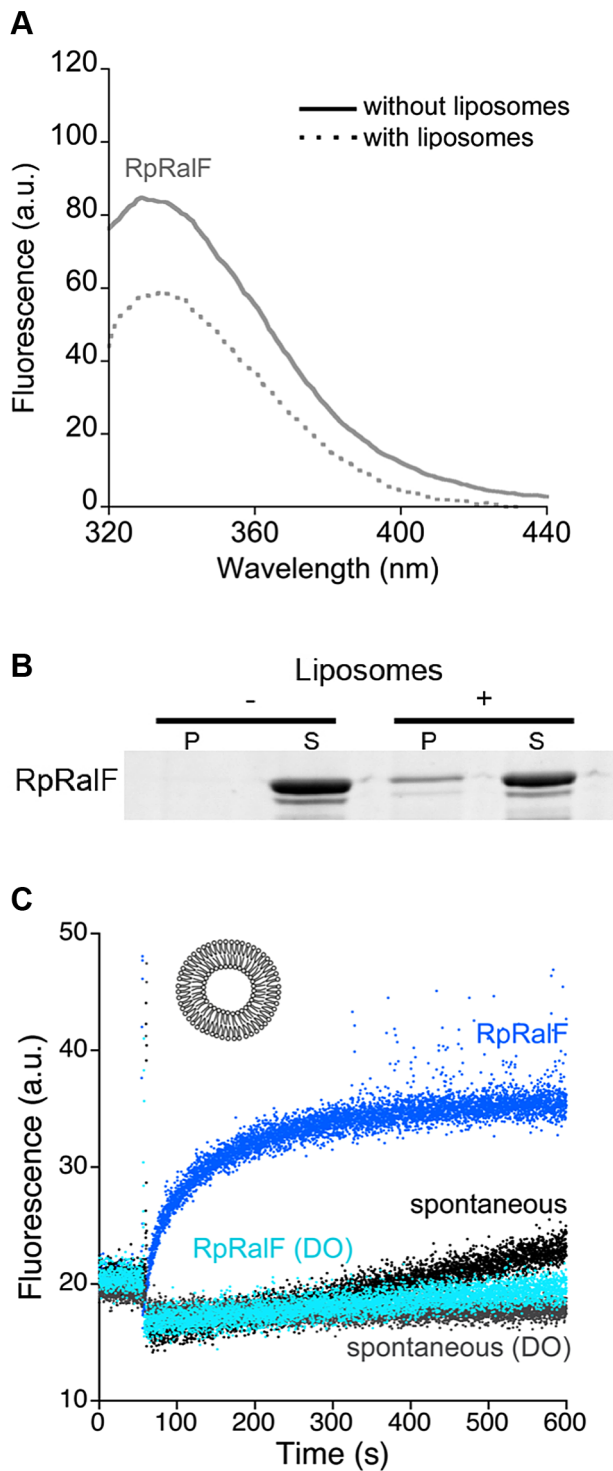 A
120
100
80
60
40
20
0
Fluorescence (a.u.)
without liposomes
with liposomes
RpRalF
320 360 400 440
Wavelength (nm)
B
Liposomes
- +
P S P S
RpRalF
C
50
40
30
20
10
Fluorescence (a.u.)
RpRalF
spontaneous
RpRalF (DO)
spontaneous (DO)
0 100 200 300 400 500 600
Time (s)